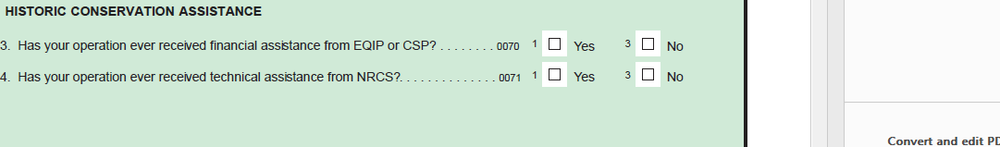 HISTORIC CONSERVATION ASSISTANCE
3. Has your operation ever received financial assistance from EQIP or CSP? . . . . . . . . 0070 1 Yes 3 No
4. Has your operation ever received technical assistance from NRCS?. . . . . . . . . . . . . . 0071 1 Yes 3 No
Convert and edit PD